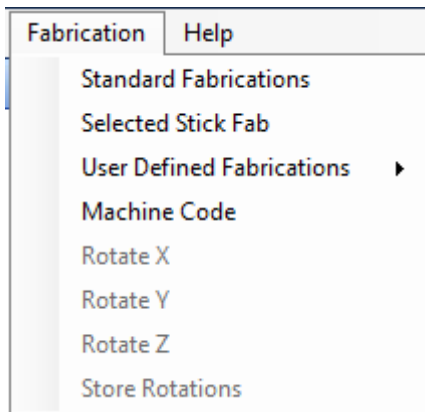 Fabrication Help
Standard Fabrications
Selected Stick Fab
User Defined Fabrications
Machine Code
Rotate X
Rotate Y
Rotate Z
Store Rotations